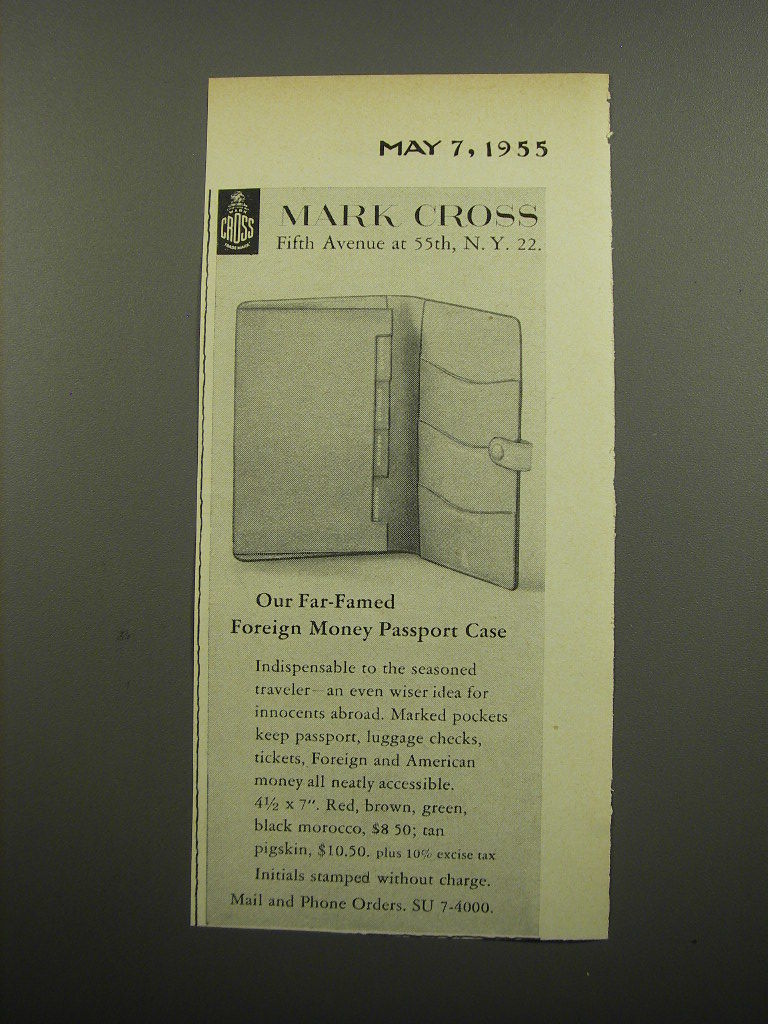 MAY 7, 1955
MARK
CROSS
TRADE MARK
MARK CROSS
Fifth Avenue at 55th, N. Y. 22.
Our Far-Famed
Foreign Money Passport Case
Indispensable to the seasoned
traveler—an even wiser idea for
innocents abroad. Marked pockets
keep passport, luggage checks,
tickets, Foreign and American
money all neatly accessible.
4½ x 7". Red, brown, green,
black morocco, $8 50; tan
pigskin, $10.50. plus 10% excise tax
Initials stamped without charge.
Mail and Phone Orders. SU 7-4000.